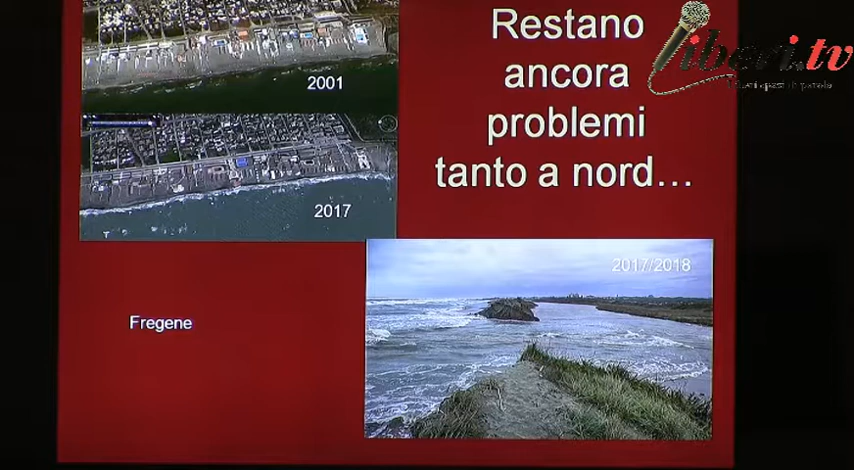 2001
Restano
ancora
problemi
tanto a nord...
liberi.tv
2017
2017/2018
Fregene